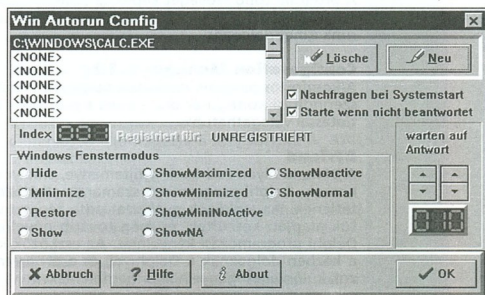 Win Autorun Config
C:\WINDOWS\CALC.EXE
<NONE>
<NONE>
<NONE>
<NONE>
<NONE>
Lösche
Neu
Nachfragen bei Systemstart
Starte wenn nicht beantwortet
Index
Registriert für: UNREGISTRIERT
warten auf
Antwort
Windows Fenstermodus
Hide
ShowMaximized
ShowNoactive
Minimize
ShowMinimized
ShowNormal
Restore
ShowMiniNoActive
Show
ShowNA
Abbruch
Hilfe
About
OK